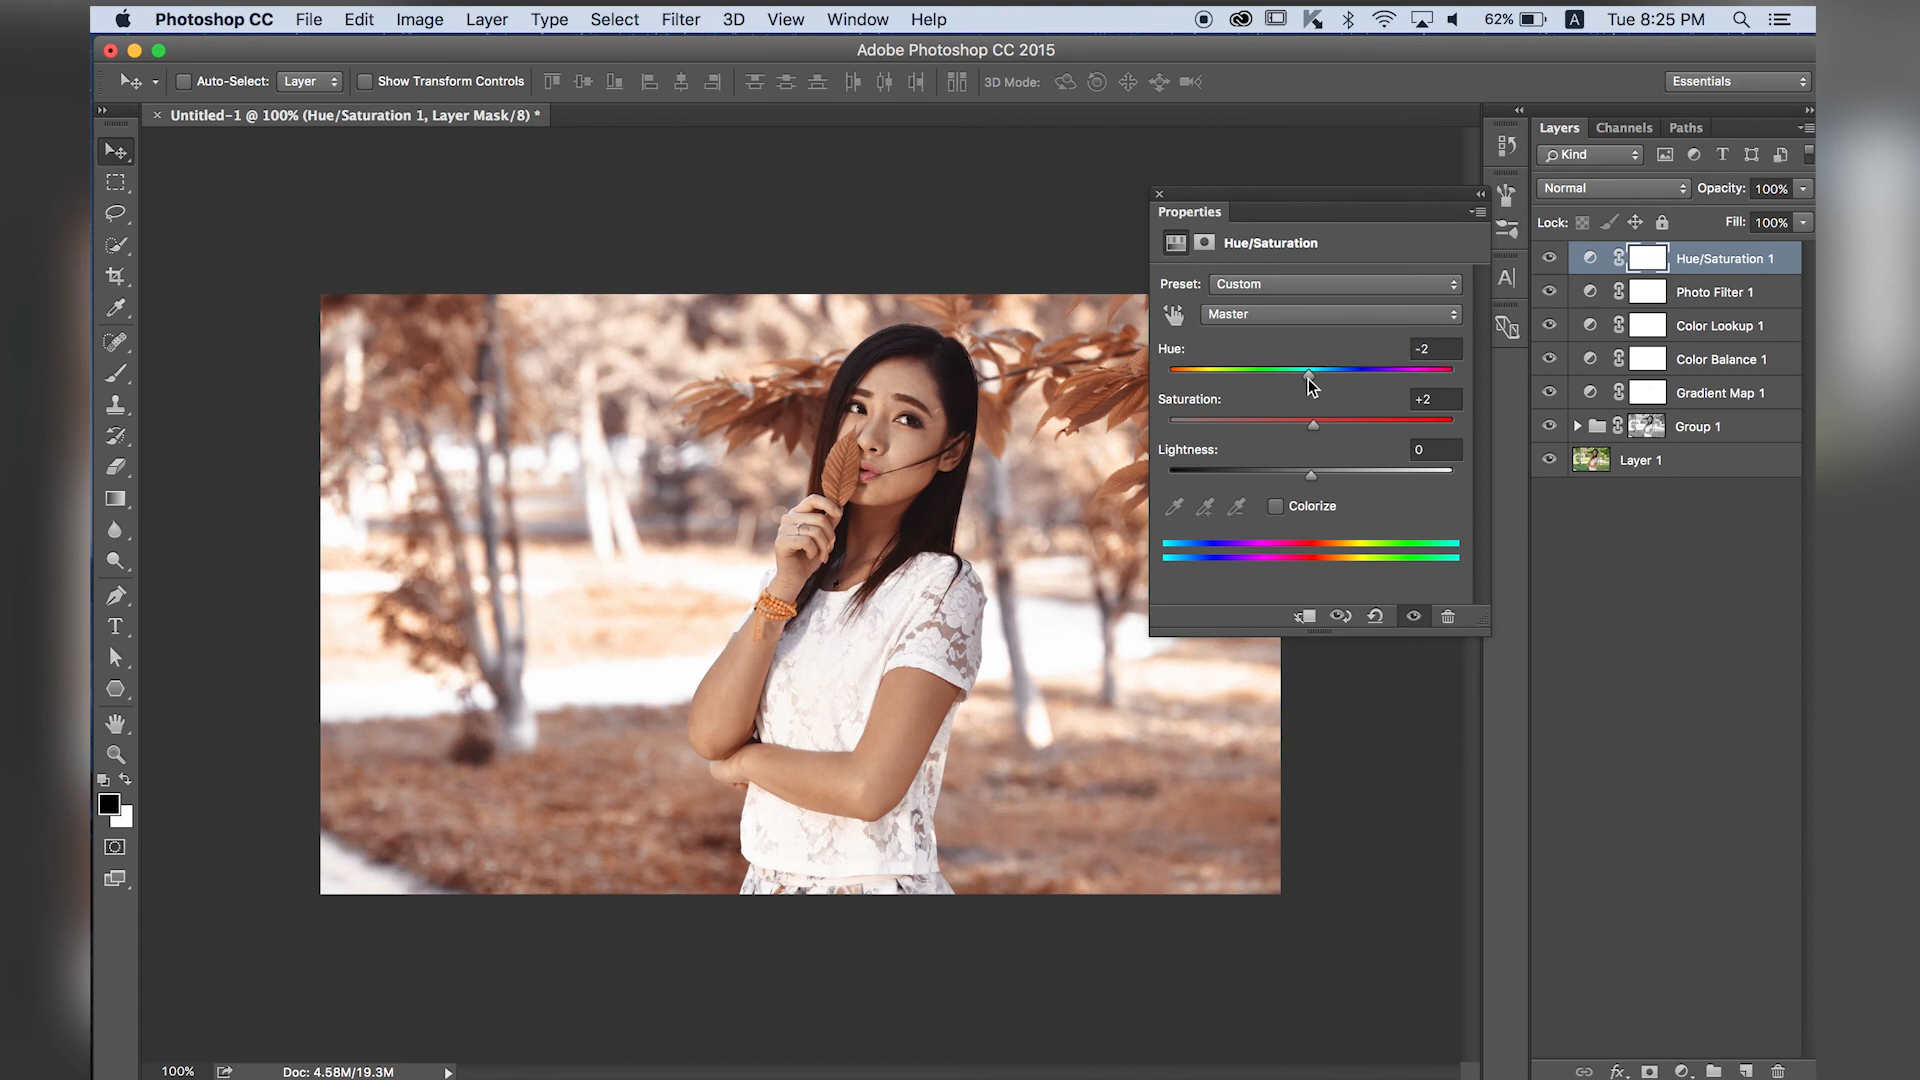 Photoshop CC File Edit Image Layer Type Select Filter 3D View Window Help 62% A Tue 8:25 PM
Adobe Photoshop CC 2015
Auto-Select: Layer Show Transform Controls 3D Mode: Essentials
× Untitled-1 @ 100% (Hue/Saturation 1, Layer Mask/8) *
Layers Channels Paths
Kind
Normal Opacity: 100%
Lock: Fill: 100%
Hue/Saturation 1
Photo Filter 1
Color Lookup 1
Color Balance 1
Gradient Map 1
Group 1
Layer 1
Properties
Hue/Saturation
Preset: Custom
Master
Hue: -2
Saturation: +2
Lightness: 0
Colorize
100% Doc: 4.58M/19.3M
fx